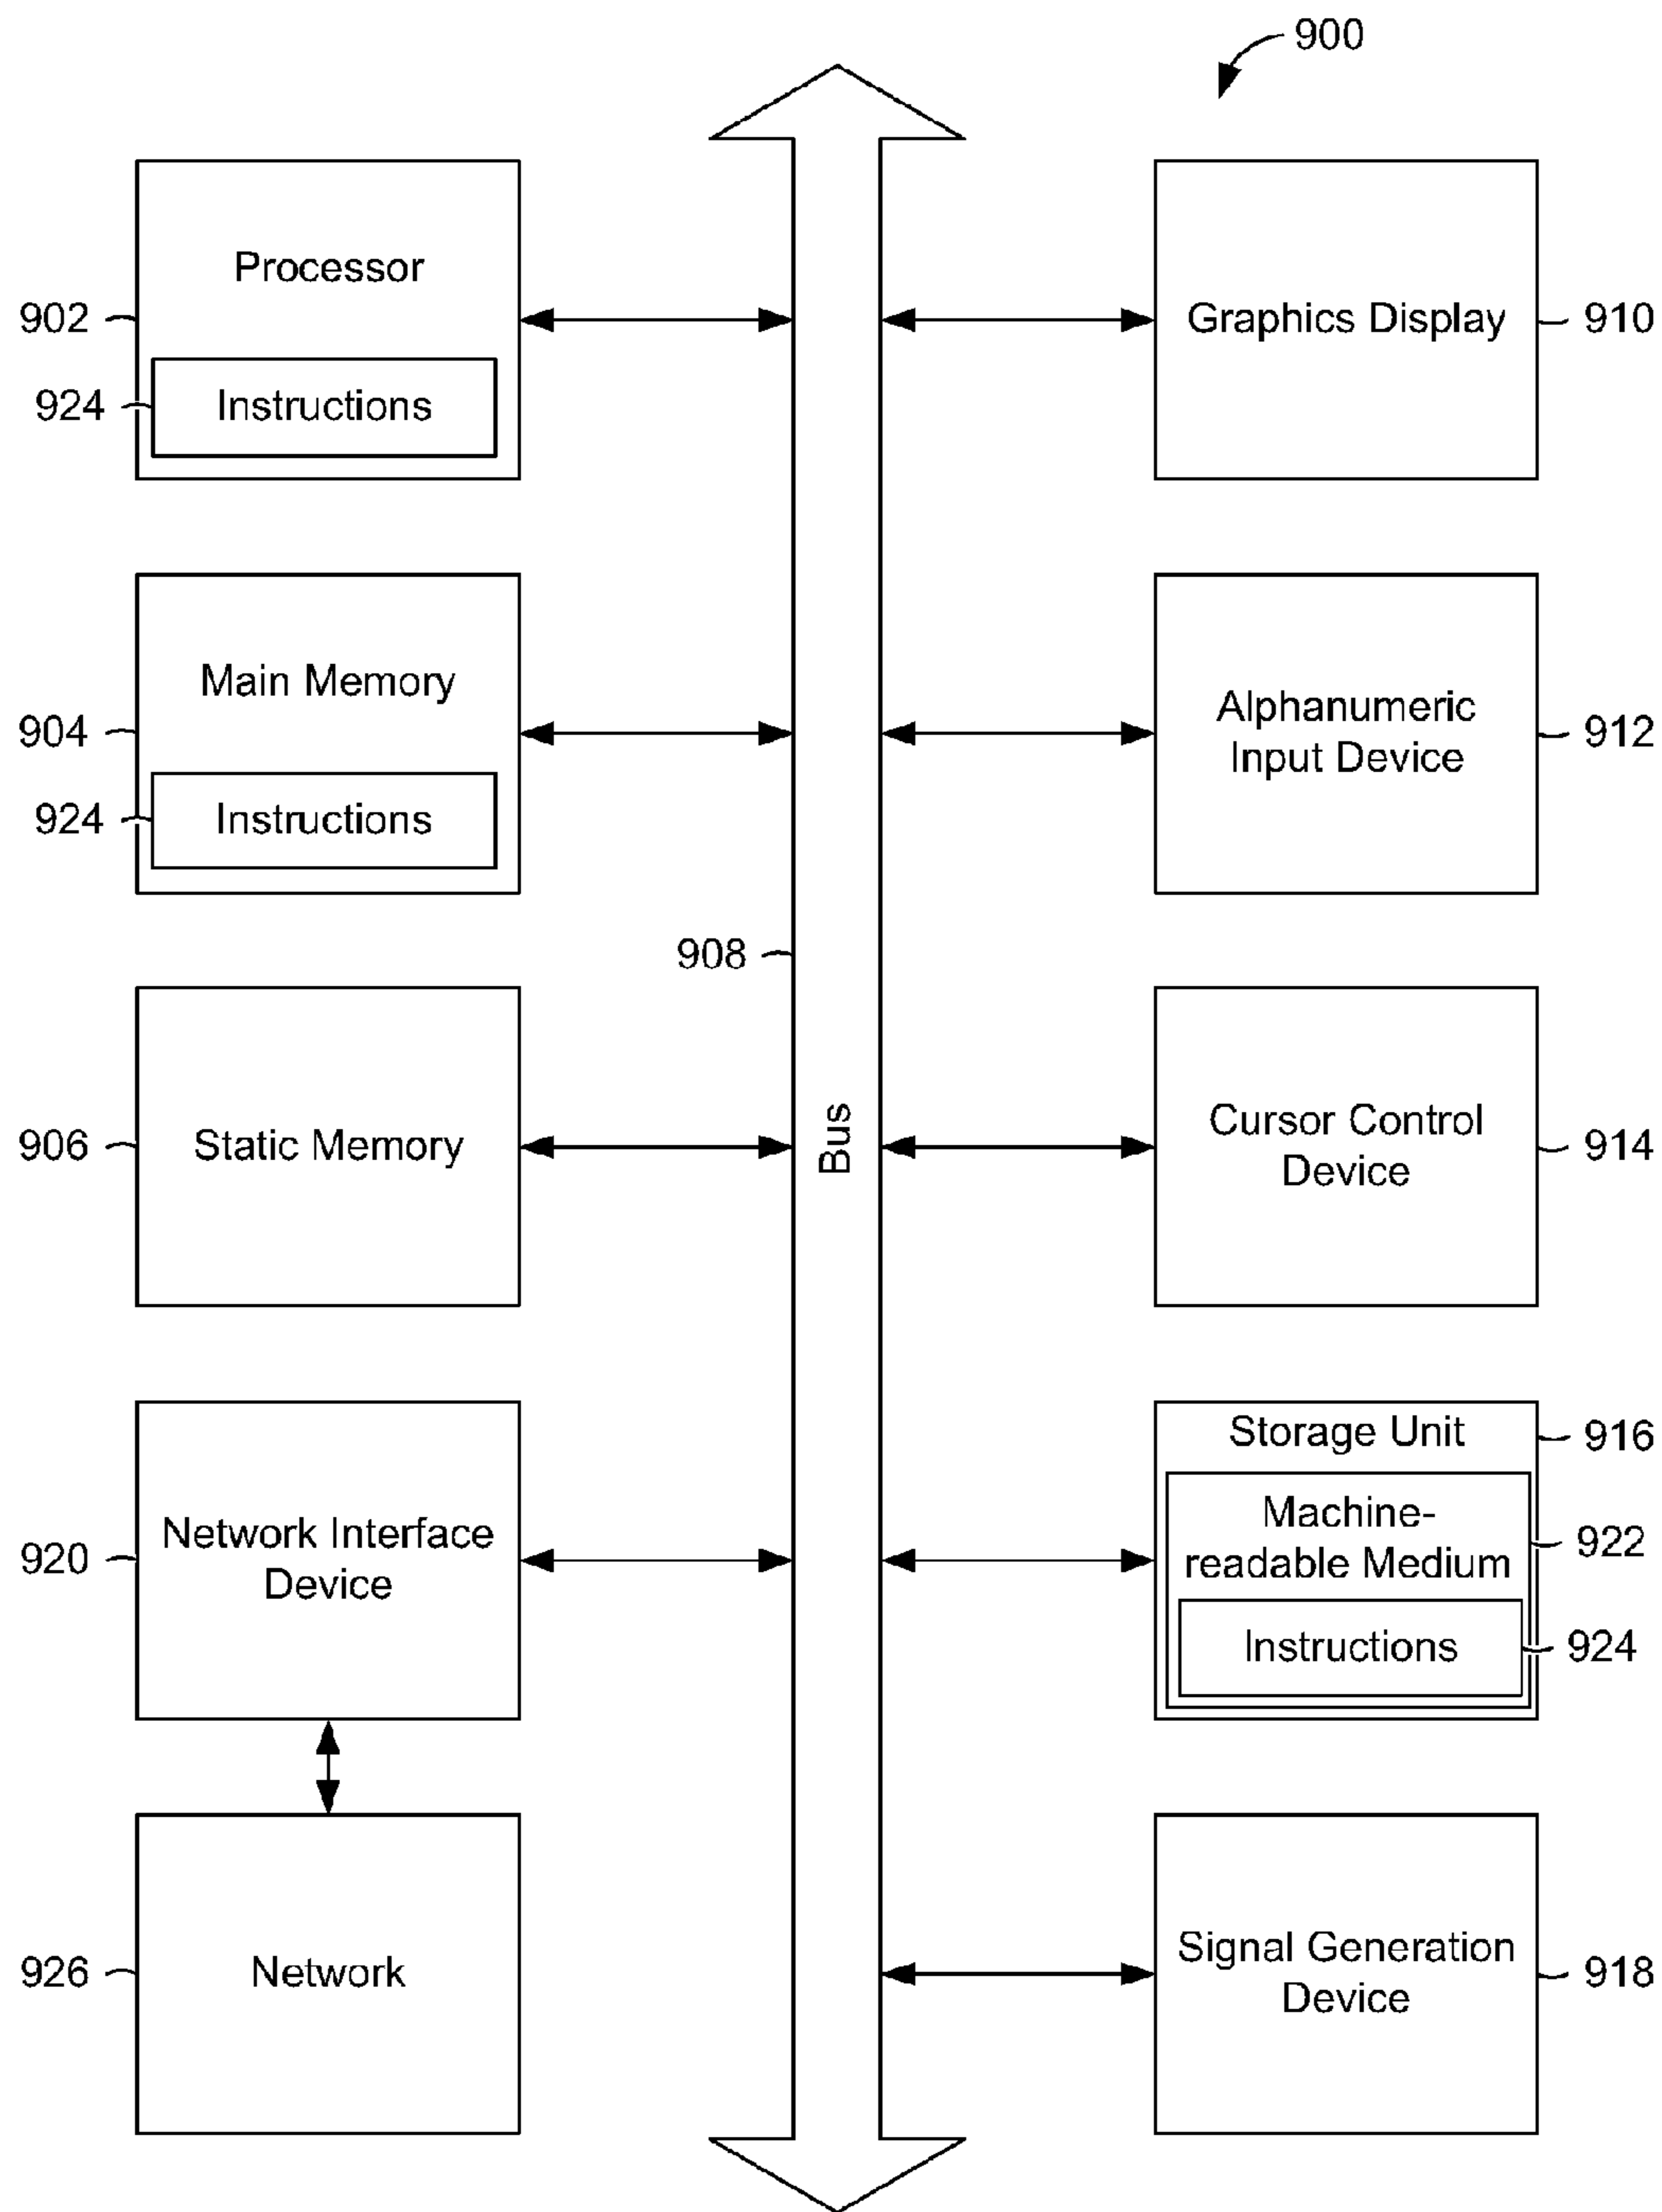 900
Processor
902
924
Instructions
Graphics Display
910
Main Memory
904
924
Instructions
Alphanumeric
Input Device
912
908
Bus
Static Memory
906
Cursor Control
Device
914
Network Interface
Device
920
Storage Unit
916
Machine-
readable Medium
922
Instructions
924
Network
926
Signal Generation
Device
918